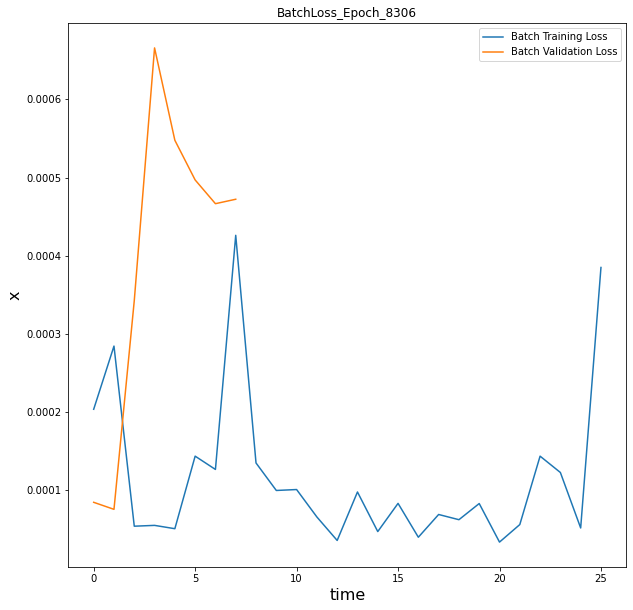 BatchLoss_Epoch_8306
Batch Training Loss
Batch Validation Loss
0.0006
0.0005
0.0004
0.0003
0.0002
0.0001
x
0 5 10 15 20 25
time